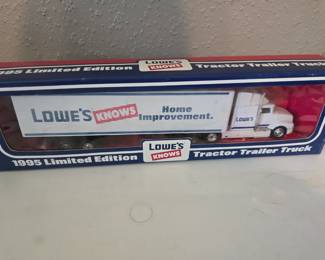 1995 Limited Edition LOWE'S KNOWS Tractor Trailer Truck
LOWE'S KNOWS Home
Improvement.
LOWE'S
1995 Limited Edition LOWE'S KNOWS Tractor Trailer Truck